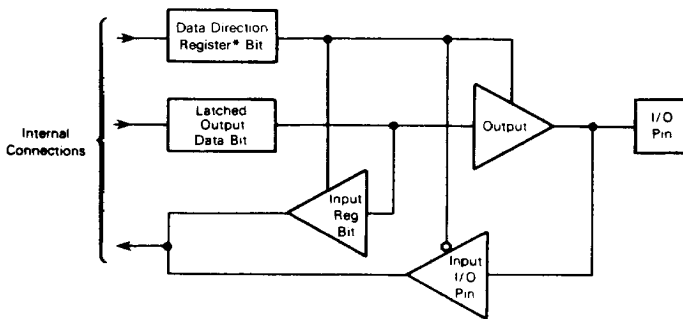 Data Direction
Register* Bit
Latched
Output
Data Bit
Internal
Connections
Output
I/O
Pin
Input
Reg
Bit
Input
I/O
Pin